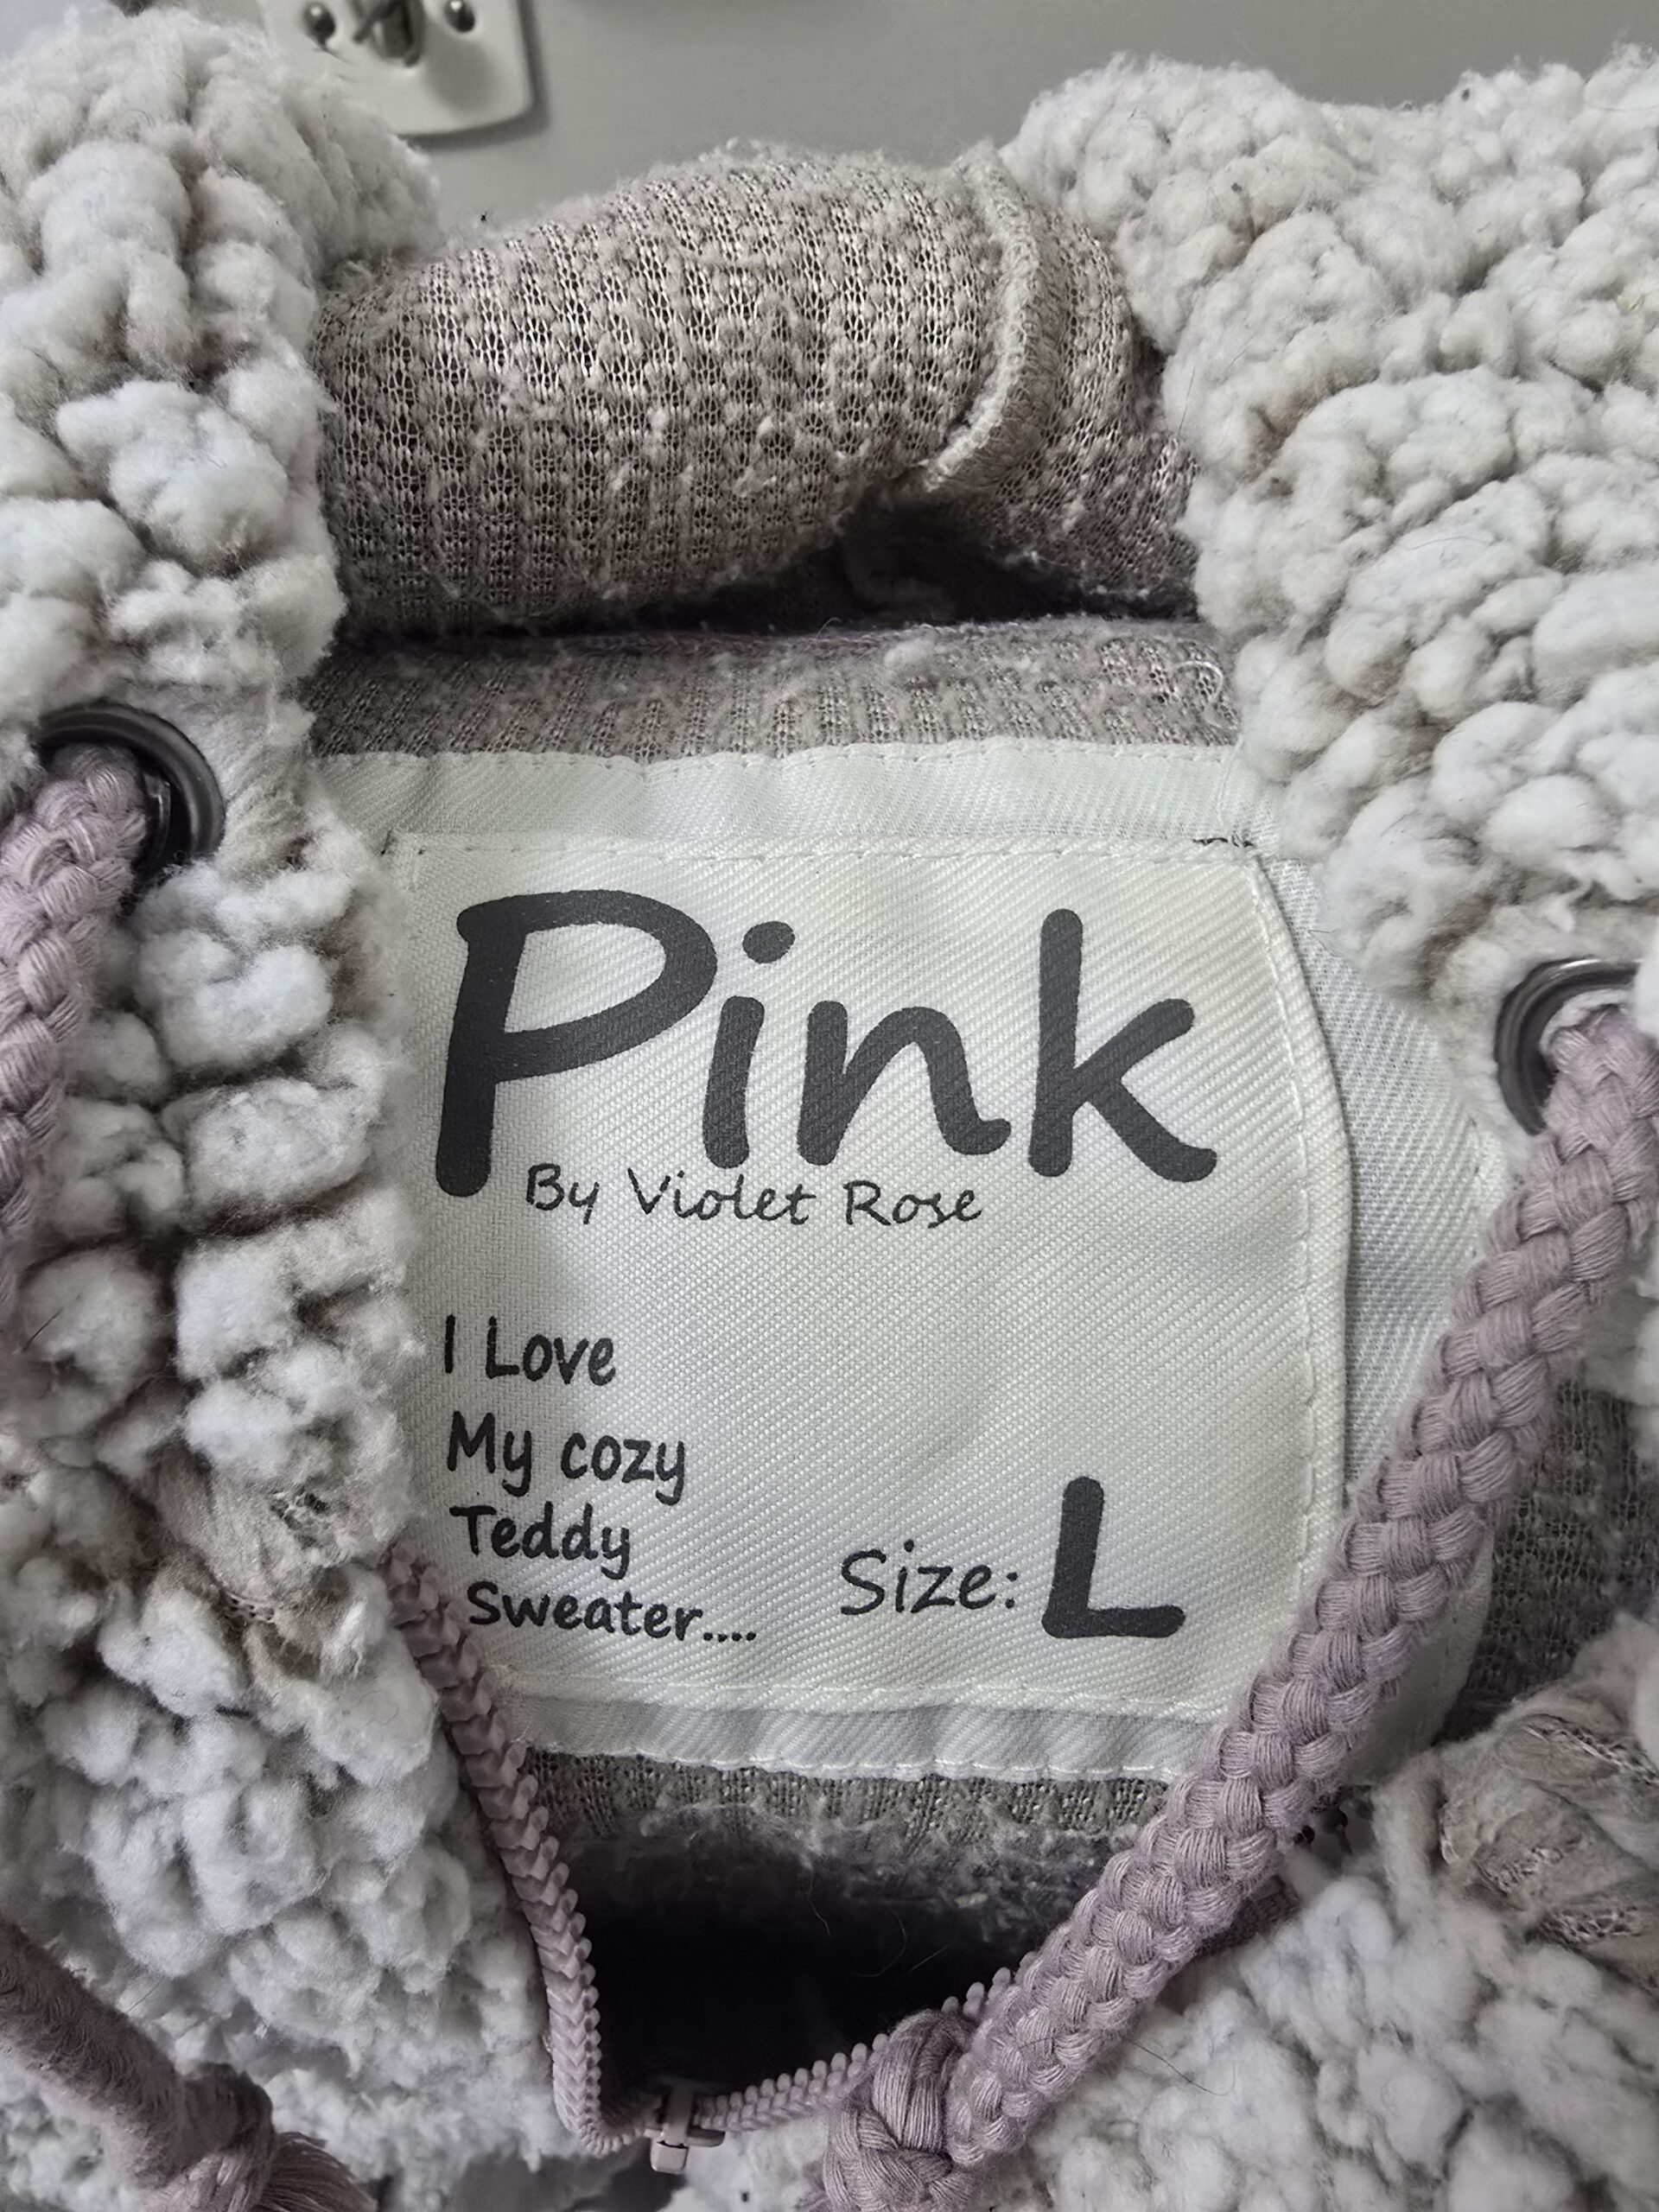 Pink
By Violet Rose
I Love
My cozy
Teddy
Sweater....
Size: L